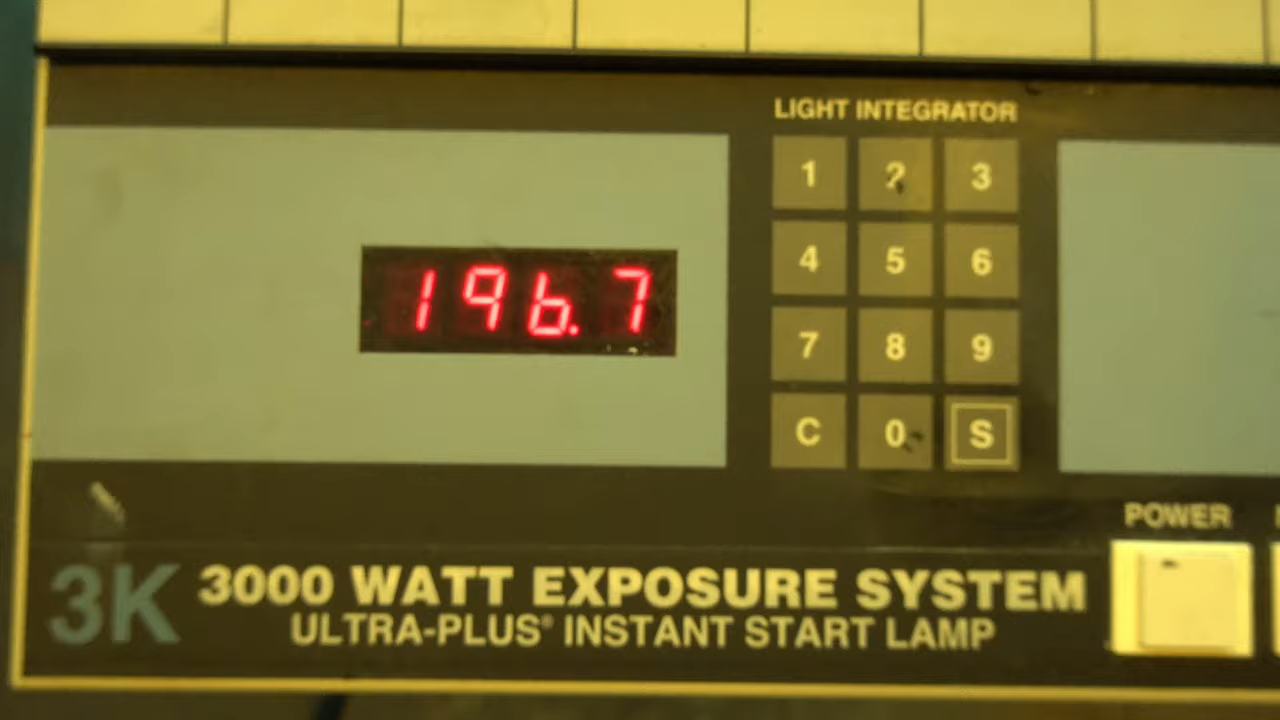 LIGHT INTEGRATOR
1 2 3
4 5 6
7 8 9
C 0 S
196.7
POWER
3K 3000 WATT EXPOSURE SYSTEM
ULTRA-PLUS® INSTANT START LAMP